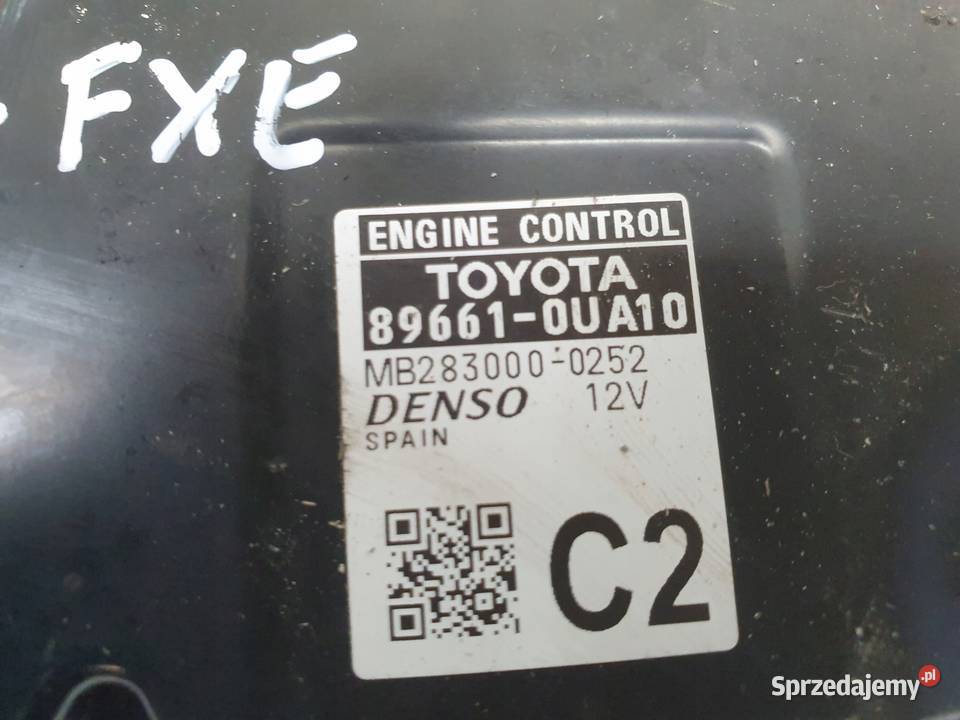 FXE
ENGINE CONTROL
TOYOTA
89661-0UA10
MB283000-0252
DENSO 12V
SPAIN
C2
Sprzedajemy.pl